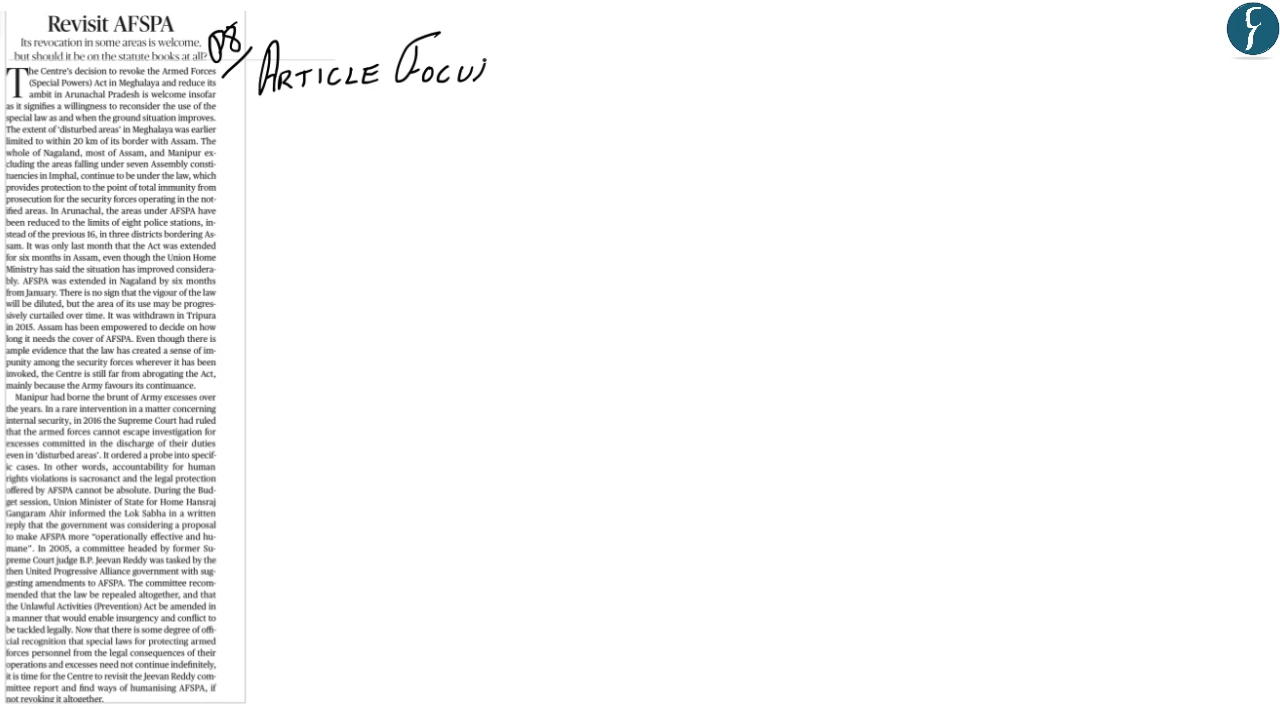 Revisit AFSPA
Its revocation in some areas is welcome,
but should it be on the statute books at all?
08/
ARTICLE FOCUS
The Centre's decision to revoke the Armed Forces
(Special Powers) Act in Meghalaya and reduce its
ambit in Arunachal Pradesh is welcome insofar
as it signifies a willingness to reconsider the use of the
special law as and when the ground situation improves.
The extent of 'disturbed areas' in Meghalaya was earlier
limited to within 20 km of its border with Assam. The
whole of Nagaland, most of Assam, and Manipur ex-
cluding the areas falling under seven Assembly consti-
tuencies in Imphal, continue to be under the law, which
provides protection to the point of total immunity from
prosecution for the security forces operating in the not-
ified areas. In Arunachal, the areas under AFSPA have
been reduced to the limits of eight police stations, in-
stead of the previous 16, in three districts bordering As-
sam. It was only last month that the Act was extended
for six months in Assam, even though the Union Home
Ministry has said the situation has improved considera-
bly. AFSPA was extended in Nagaland by six months
from January. There is no sign that the vigour of the law
will be diluted, but the area of its use may be progres-
sively curtailed over time. It was withdrawn in Tripura
in 2015. Assam has been empowered to decide on how
long it needs the cover of AFSPA. Even though there is
ample evidence that the law has created a sense of im-
punity among the security forces wherever it has been
invoked, the Centre is still far from abrogating the Act,
mainly because the Army favours its continuance.
Manipur had borne the brunt of Army excesses over
the years. In a rare intervention in a matter concerning
internal security, in 2016 the Supreme Court had ruled
that the armed forces cannot escape investigation for
excesses committed in the discharge of their duties
even in 'disturbed areas'. It ordered a probe into specif-
ic cases. In other words, accountability for human
rights violations is sacrosanct and the legal protection
offered by AFSPA cannot be absolute. During the Bud-
get session, Union Minister of State for Home Hansraj
Gangaram Ahir informed the Lok Sabha in a written
reply that the government was considering a proposal
to make AFSPA more "operationally effective and hu-
mane". In 2005, a committee headed by former Su-
preme Court judge B.P. Jeevan Reddy was tasked by the
then United Progressive Alliance government with sug-
gesting amendments to AFSPA. The committee recom-
mended that the law be repealed altogether, and that
the Unlawful Activities (Prevention) Act be amended in
a manner that would enable insurgency and conflict to
be tackled legally. Now that there is some degree of offi-
cial recognition that special laws for protecting armed
forces personnel from the legal consequences of their
operations and excesses need not continue indefinitely,
it is time for the Centre to revisit the Jeevan Reddy com-
mittee report and find ways of humanising AFSPA, if
not revoking it altogether.